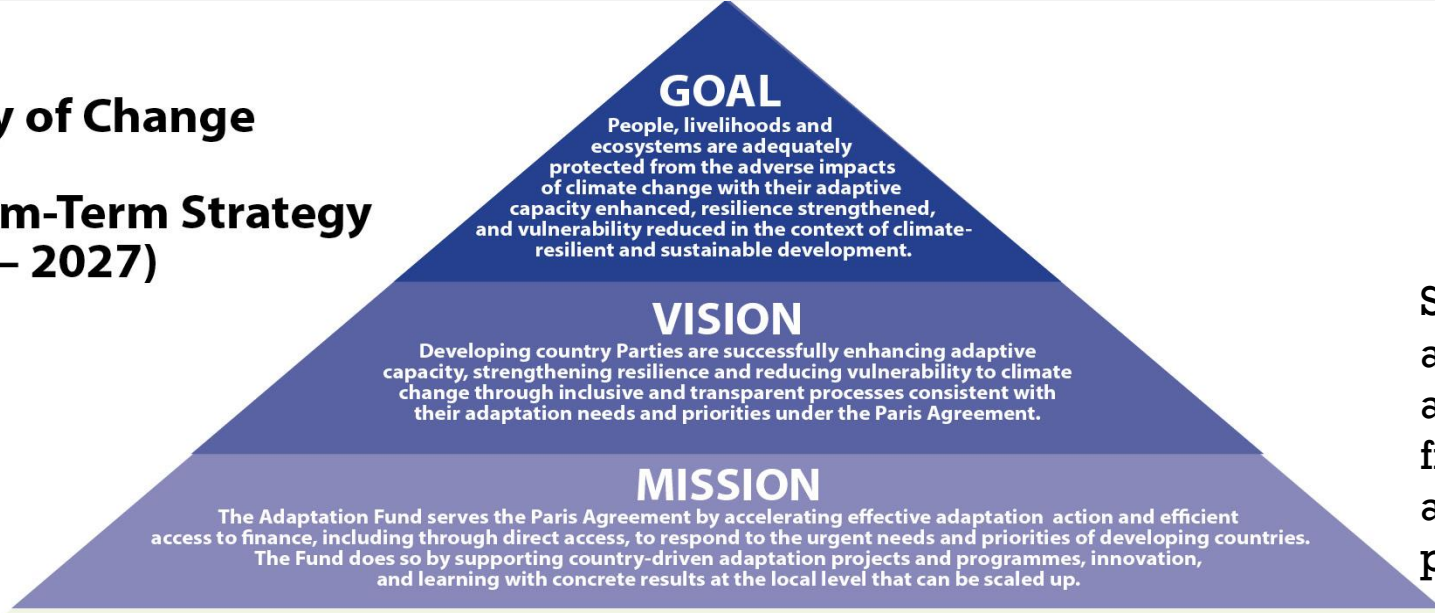 of Change
Strategy
– 2027)
GOAL
People, livelihoods and
ecosystems are adequately
protected from the adverse impacts
of climate change with their adaptive
capacity enhanced, resilience strengthened,
and vulnerability reduced in the context of climate-
resilient and sustainable development.
VISION
Developing country Parties are successfully enhancing adaptive
capacity, strengthening resilience and reducing vulnerability to climate
change through inclusive and transparent processes consistent with
their adaptation needs and priorities under the Paris Agreement.
MISSION
The Adaptation Fund serves the Paris Agreement by accelerating effective adaptation action and efficient
access to finance, including through direct access, to respond to the urgent needs and priorities of developing countries.
The Fund does so by supporting country-driven adaptation projects and programmes, innovation,
and learning with concrete results at the local level that can be scaled up.